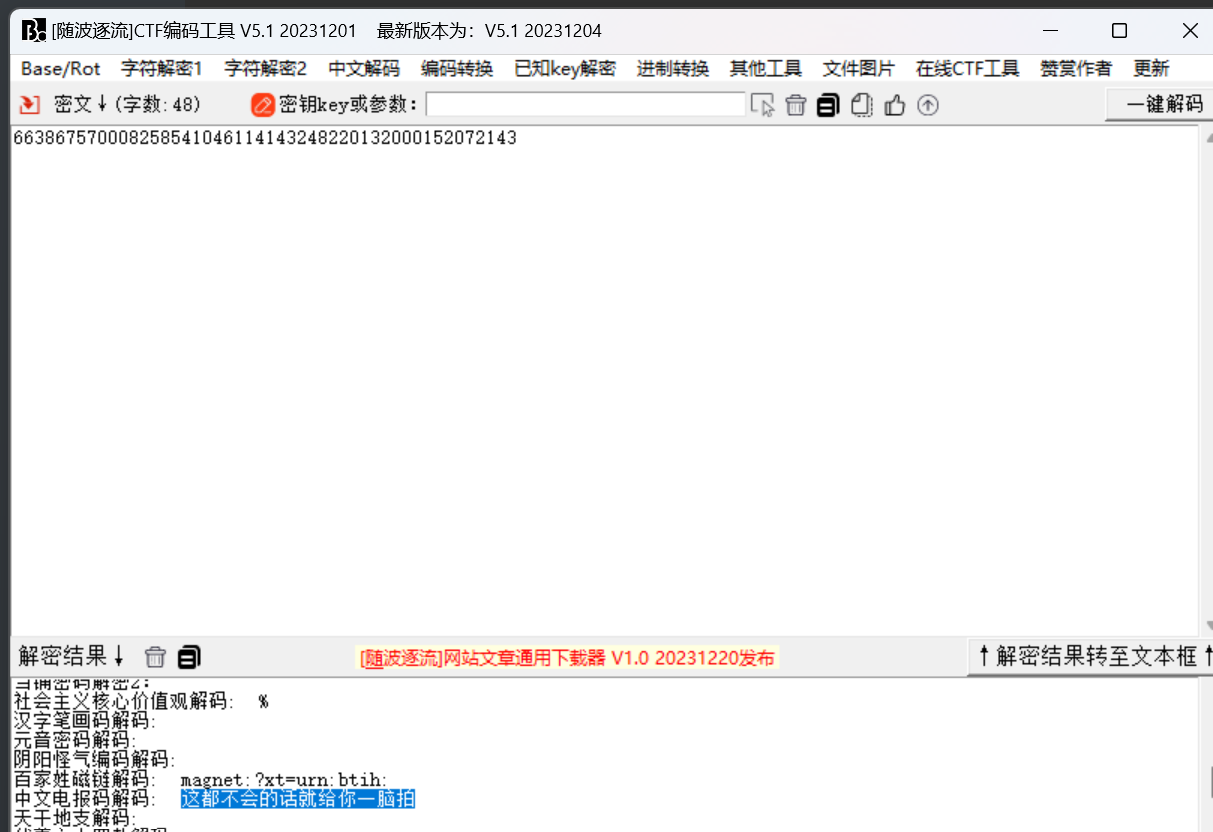 [随波逐流]CTF编码工具 V5.1 20231201 最新版本为：V5.1 20231204
Base/Rot 字符解密1 字符解密2 中文解码 编码转换 已知key解密 进制转换 其他工具 文件图片 在线CTF工具 赞赏作者 更新
密文↓(字数:48) 密钥key或参数: 一键解码
663867570008258541046114143248220132000152072143
解密结果↓ [随波逐流]网站文章通用下载器 V1.0 20231220发布 ↑解密结果转至文本框↑
当铺密码解密2:
社会主义核心价值观解码: %
汉字笔画码解码:
元音密码解码:
阴阳怪气编码解码:
百家姓磁链解码: magnet:?xt=urn:btih:
中文电报码解码: 这都不会的话就给你一脑拍
天干地支解码: